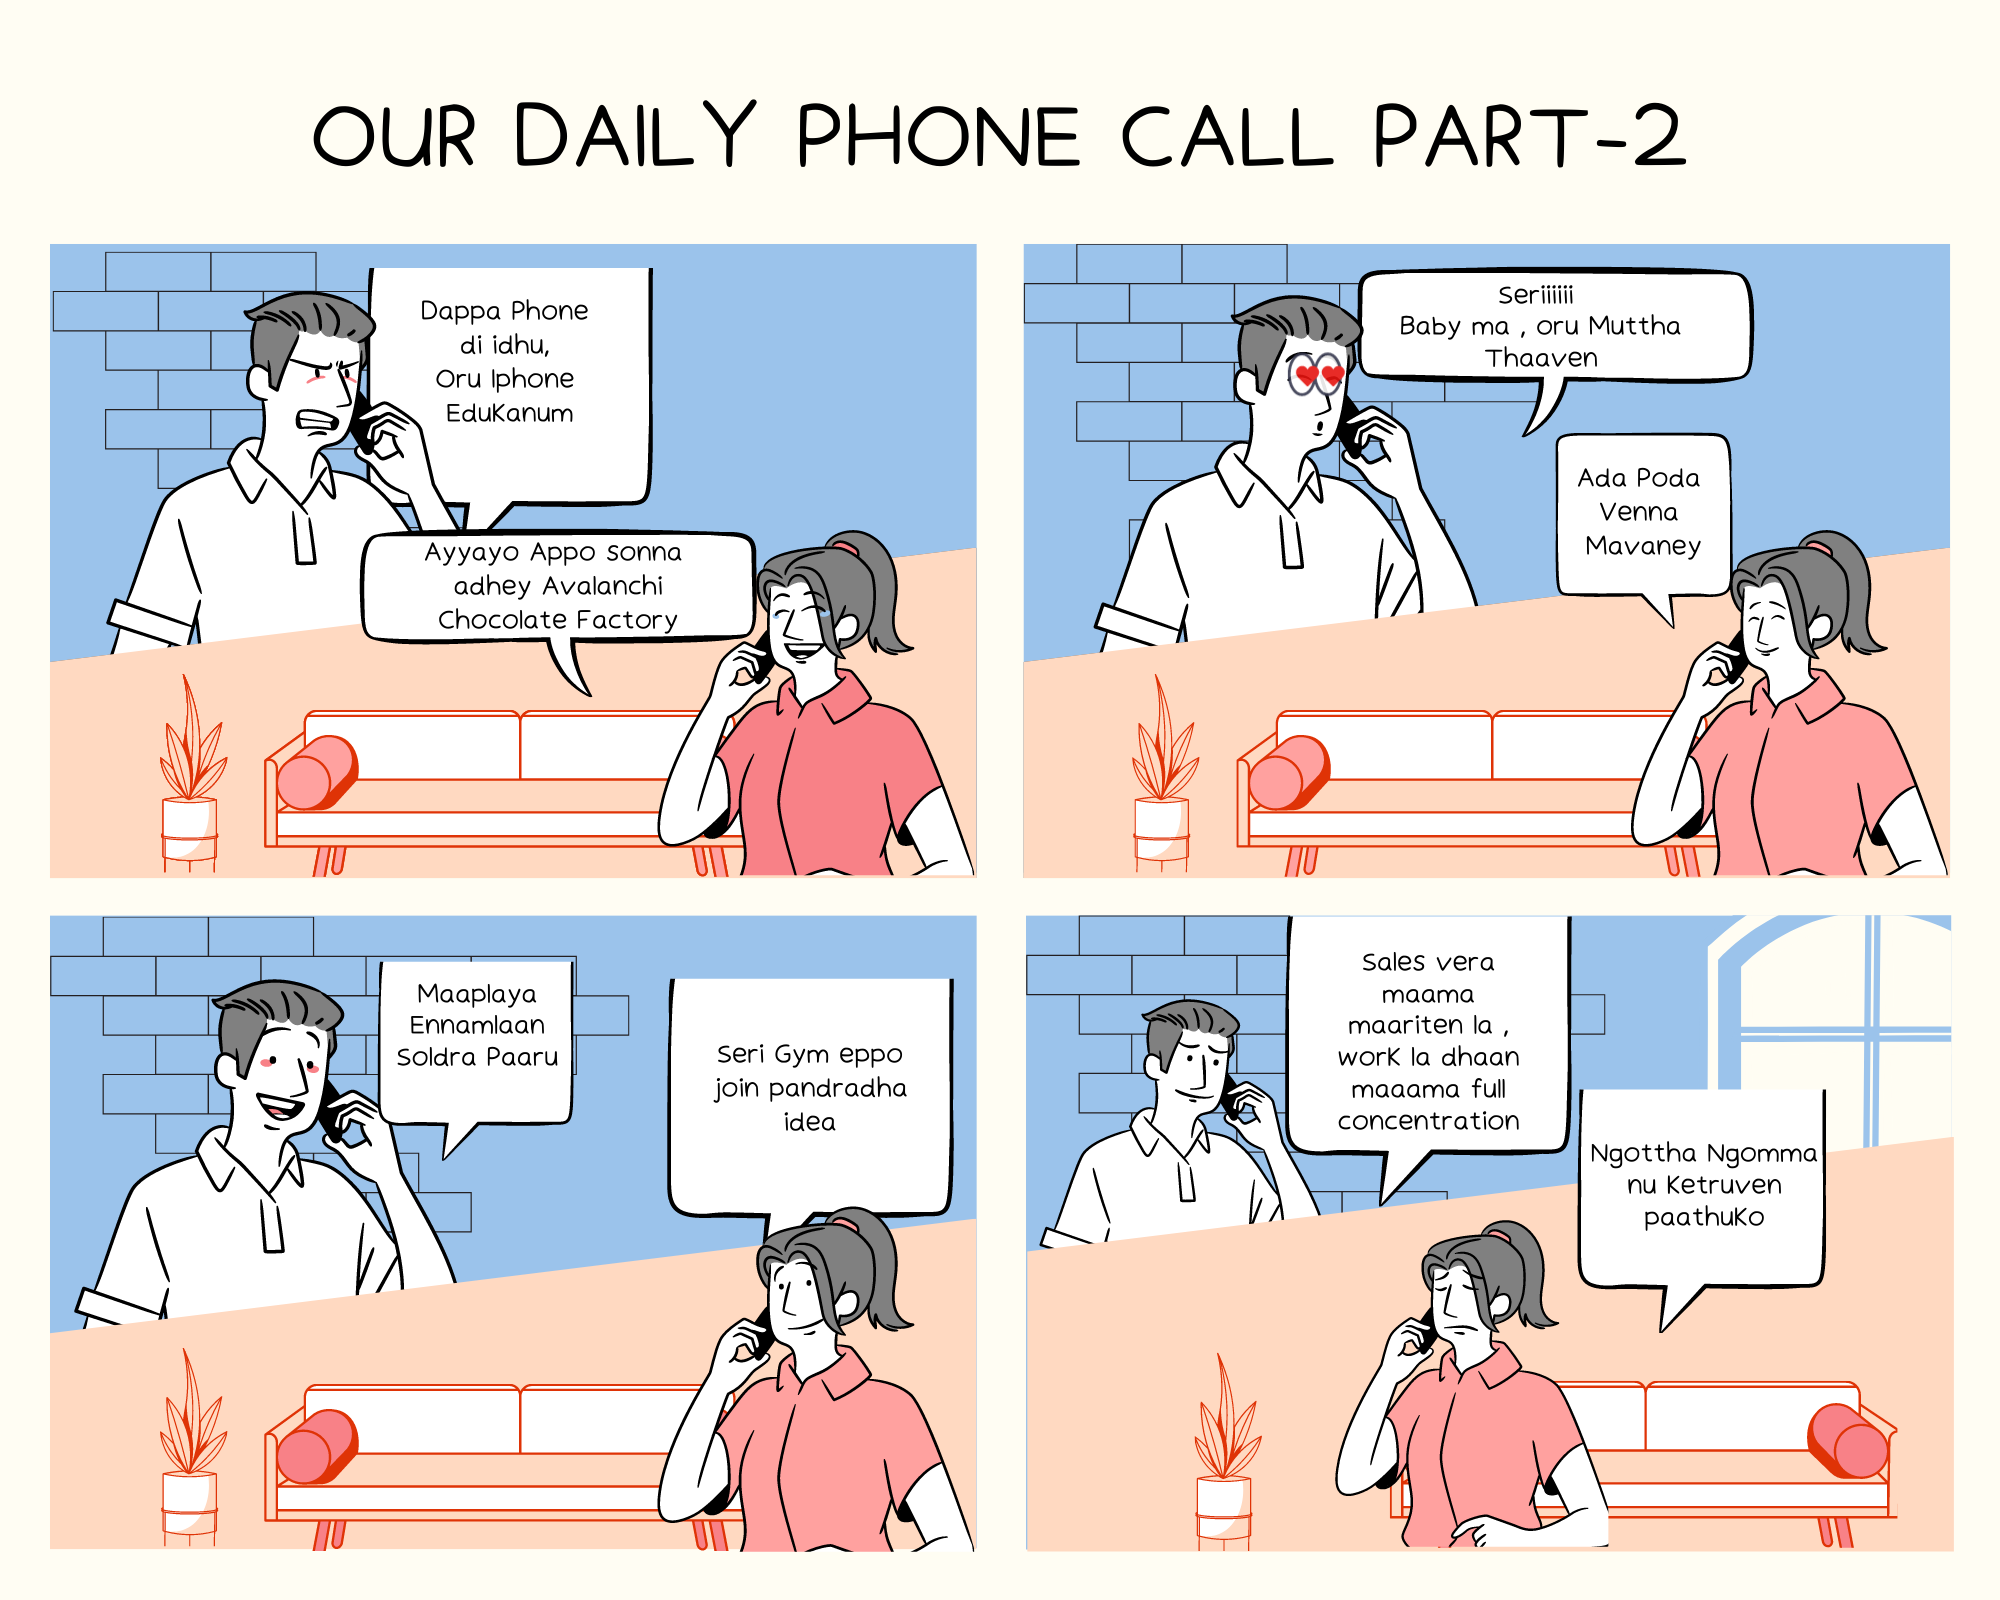 OUR DAILY PHONE CALL PART-2
Dappa Phone
di idhu,
Oru Iphone
EduKanum
Ayyayo Appo sonna
adhey Avalanchi
Chocolate Factory
Seriiiiii
Baby ma , oru Muttha
Thaaven
Ada Poda
Venna
Mavaney
Maaplaya
Ennamlaan
Soldra Paaru
Seri Gym eppo
join pandradha
idea
Sales vera
maama
maariten la ,
work la dhaan
maaama full
concentration
Ngottha Ngomma
nu Ketruven
paathuko